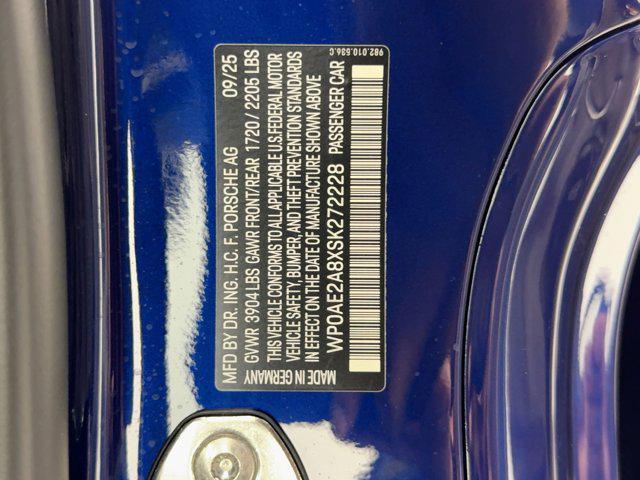 982.010.536.C
MFD BY DR. ING. H.C. F. PORSCHE AG 09/25
GVWR 3904 LBS GAWR FRONT/REAR 1720 / 2205 LBS
THIS VEHICLE CONFORMS TO ALL APPLICABLE U.S. FEDERAL MOTOR
VEHICLE SAFETY, BUMPER, AND THEFT PREVENTION STANDARDS
IN EFFECT ON THE DATE OF MANUFACTURE SHOWN ABOVE
WP0AE2A8XSK272228 PASSENGER CAR
MADE IN GERMANY